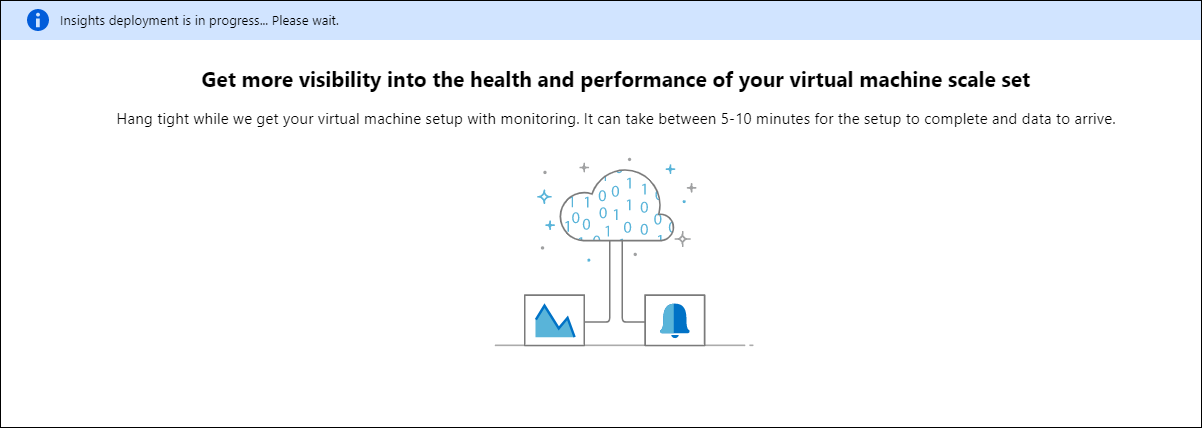 Insights deployment is in progress... Please wait.
Get more visibility into the health and performance of your virtual machine scale set
Hang tight while we get your virtual machine setup with monitoring. It can take between 5-10 minutes for the setup to complete and data to arrive.